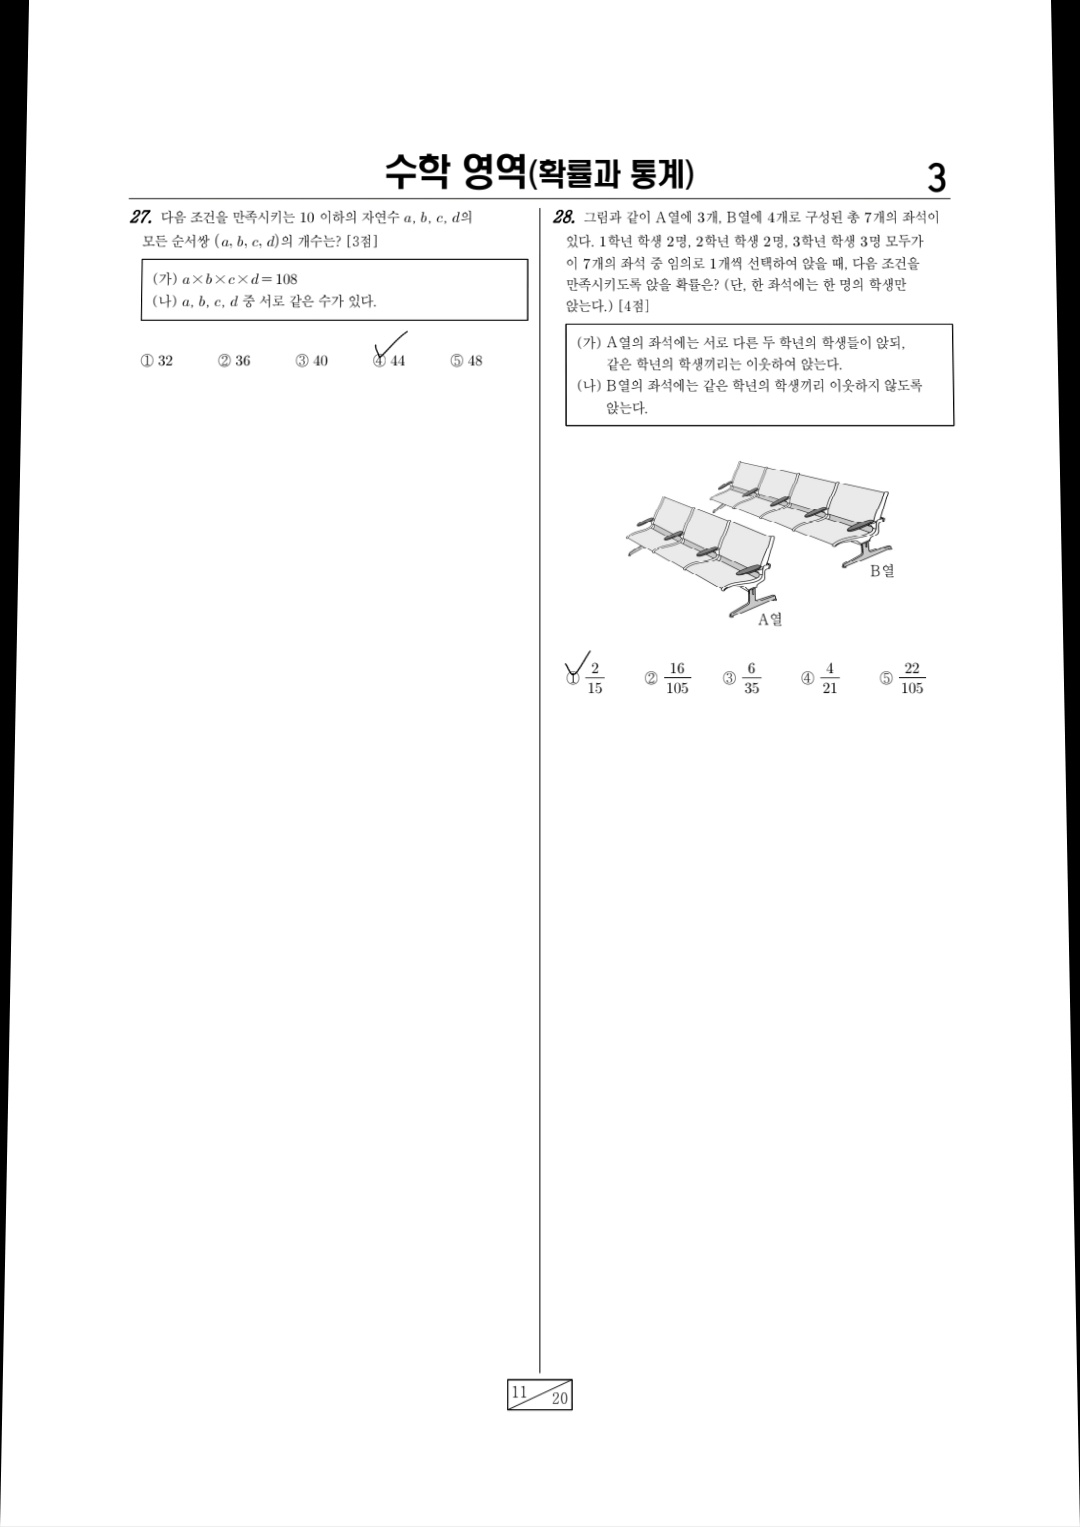 수학 영역(확률과 통계)
3
27. 다음 조건을 만족시키는 10 이하의 자연수 a, b, c, d의
모든 순서쌍 (a, b, c, d)의 개수는? [3점]
(가) a×b×c×d=108
(나) a, b, c, d 중 서로 같은 수가 있다.
① 32 ② 36 ③ 40 ④ 44 ⑤ 48
28. 그림과 같이 A열에 3개, B열에 4개로 구성된 총 7개의 좌석이
있다. 1학년 학생 2명, 2학년 학생 2명, 3학년 학생 3명 모두가
이 7개의 좌석 중 임의로 1개씩 선택하여 앉을 때, 다음 조건을
만족시키도록 앉을 확률은? (단, 한 좌석에는 한 명의 학생만
앉는다.) [4점]
(가) A열의 좌석에는 서로 다른 두 학년의 학생들이 앉되,
같은 학년의 학생끼리는 이웃하여 앉는다.
(나) B열의 좌석에는 같은 학년의 학생끼리 이웃하지 않도록
앉는다.
B열
A열
① 2/15 ② 16/105 ③ 6/35 ④ 4/21 ⑤ 22/105
11
20